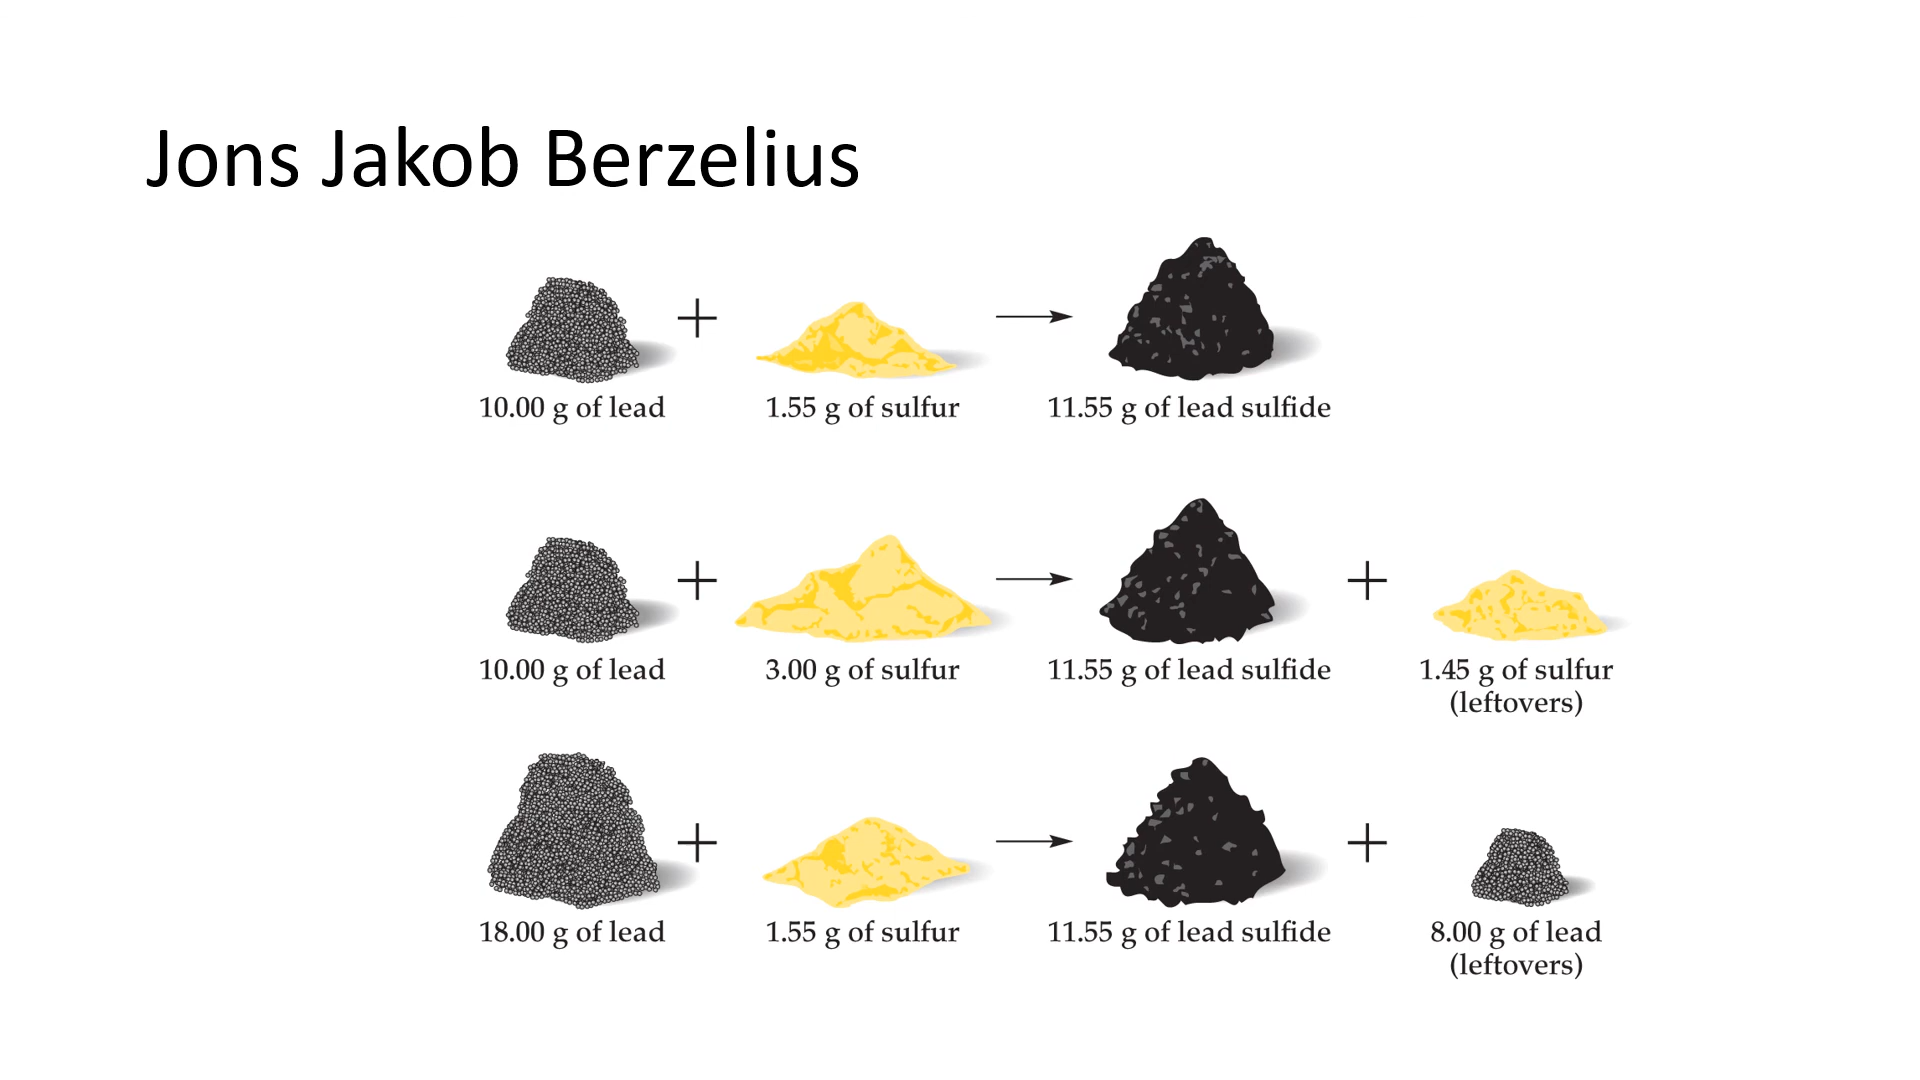 Jons Jakob Berzelius
10.00 g of lead + 1.55 g of sulfur → 11.55 g of lead sulfide
10.00 g of lead + 3.00 g of sulfur → 11.55 g of lead sulfide + 1.45 g of sulfur
(leftovers)
18.00 g of lead + 1.55 g of sulfur → 11.55 g of lead sulfide + 8.00 g of lead
(leftovers)